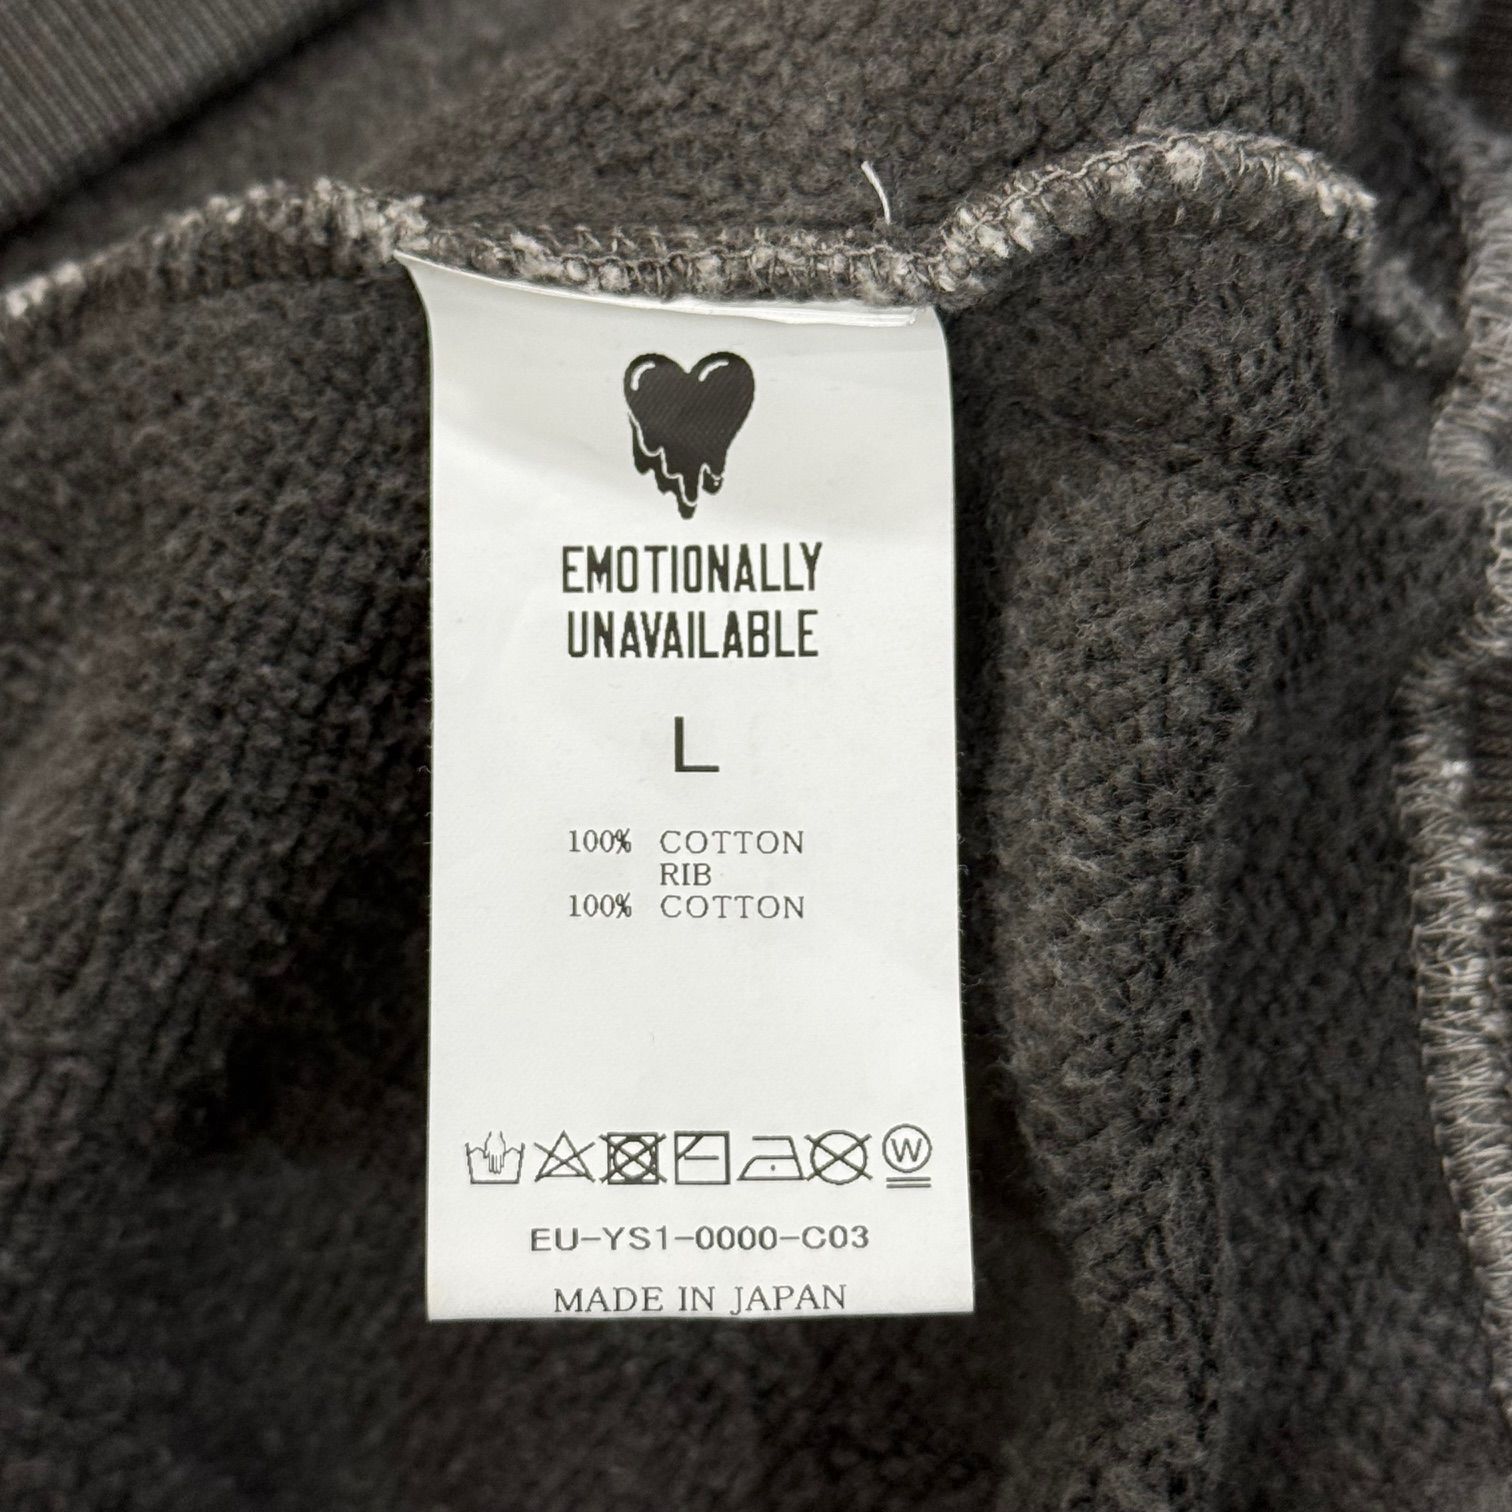 EMOTIONALLY
UNAVAILABLE
L
100% COTTON
RIB
100% COTTON
W
EU-YS1-0000-C03
MADE IN JAPAN